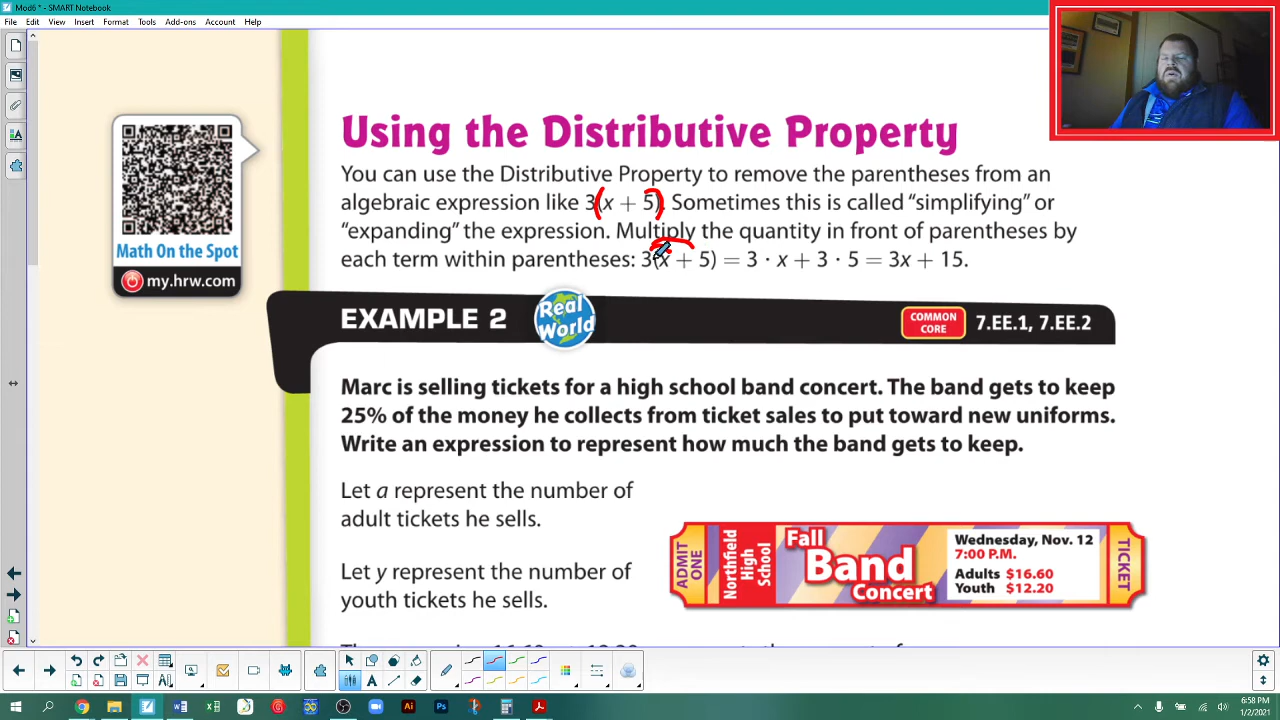 Mod6 * - SMART Notebook
File Edit View Insert Format Tools Add-ons Account Help
Using the Distributive Property
You can use the Distributive Property to remove the parentheses from an
algebraic expression like 3(x + 5). Sometimes this is called "simplifying" or
"expanding" the expression. Multiply the quantity in front of parentheses by
each term within parentheses: 3(x + 5) = 3 · x + 3 · 5 = 3x + 15.
Math On the Spot
my.hrw.com
EXAMPLE 2
Real World
COMMON CORE
7.EE.1, 7.EE.2
Marc is selling tickets for a high school band concert. The band gets to keep
25% of the money he collects from ticket sales to put toward new uniforms.
Write an expression to represent how much the band gets to keep.
Let a represent the number of
adult tickets he sells.
Let y represent the number of
youth tickets he sells.
ADMIT ONE
Northfield High School
Fall
Band
Concert
Wednesday, Nov. 12
7:00 P.M.
Adults $16.60
Youth $12.20
TICKET
6:58 PM
1/2/2021